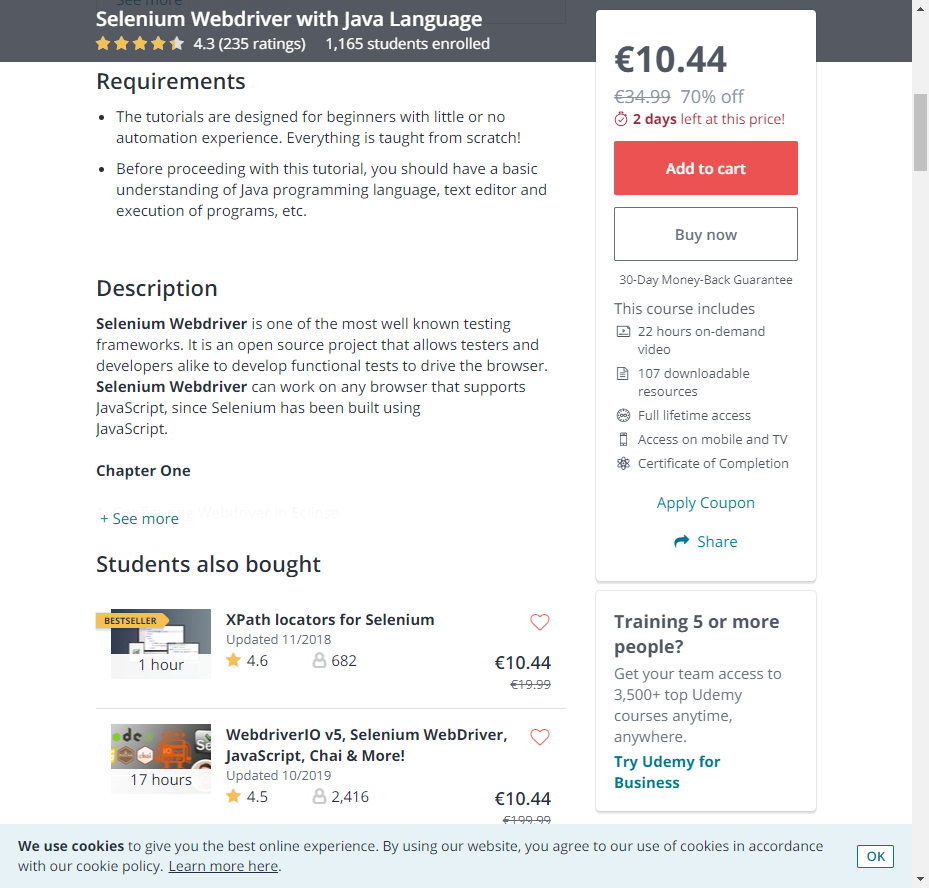 Selenium Webdriver with Java Language
4.3 (235 ratings) 1,165 students enrolled
Requirements
The tutorials are designed for beginners with little or no
automation experience. Everything is taught from scratch!
Before proceeding with this tutorial, you should have a basic
understanding of Java programming language, text editor and
execution of programs, etc.
Description
Selenium Webdriver is one of the most well known testing
frameworks. It is an open source project that allows testers and
developers alike to develop functional tests to drive the browser.
Selenium Webdriver can work on any browser that supports
JavaScript, since Selenium has been built using
JavaScript.
Chapter One
+ See more
Students also bought
BESTSELLER
1 hour
XPath locators for Selenium
Updated 11/2018
4.6 682
€10.44
€19.99
17 hours
WebdriverIO v5, Selenium WebDriver,
JavaScript, Chai & More!
Updated 10/2019
4.5 2,416
€10.44
€199.99
€10.44
€34.99 70% off
2 days left at this price!
Add to cart
Buy now
30-Day Money-Back Guarantee
This course includes
22 hours on-demand
video
107 downloadable
resources
Full lifetime access
Access on mobile and TV
Certificate of Completion
Apply Coupon
Share
Training 5 or more
people?
Get your team access to
3,500+ top Udemy
courses anytime,
anywhere.
Try Udemy for
Business
We use cookies to give you the best online experience. By using our website, you agree to our use of cookies in accordance
with our cookie policy. Learn more here.
OK